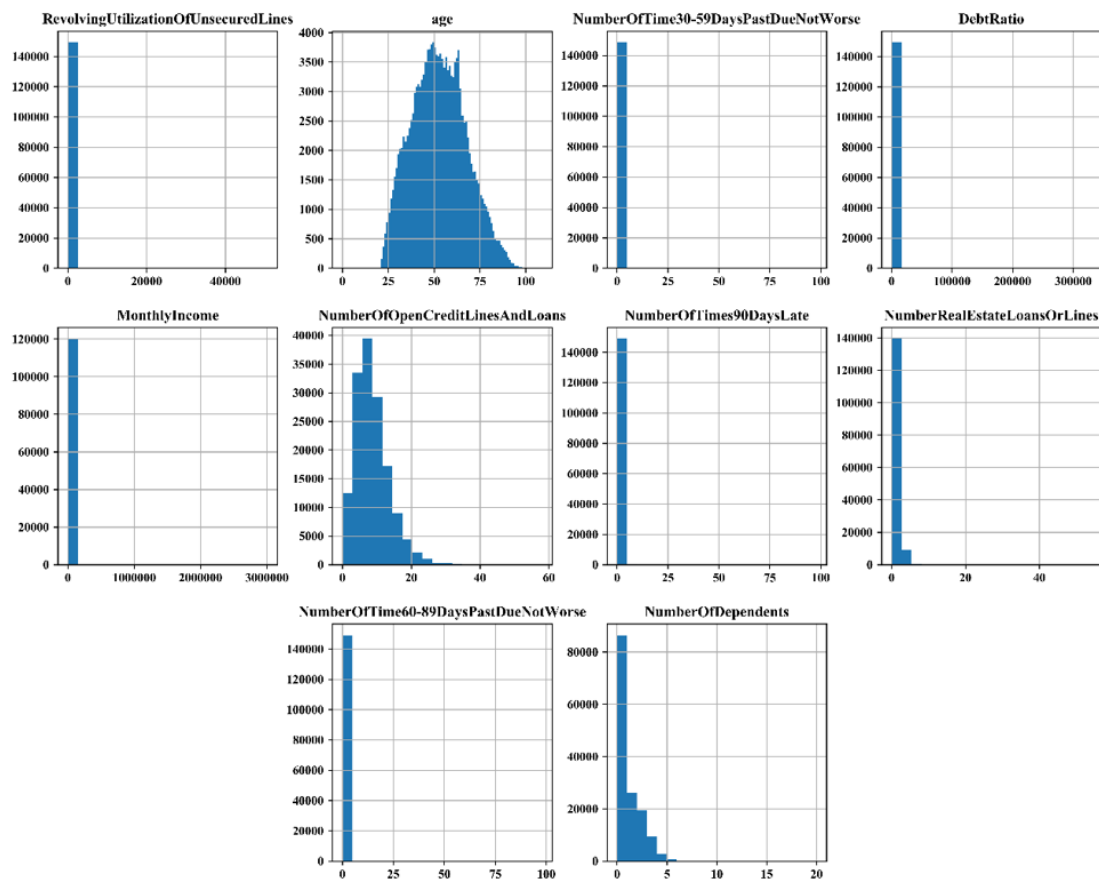 RevolvingUtilizationOfUnsecuredLines age NumberOfTime30-59DaysPastDueNotWorse DebtRatio
140000 4000 140000 140000
120000 3500 120000 120000
100000 3000 100000 100000
80000 2500 80000 80000
60000 2000 60000 60000
40000 1500 40000 40000
20000 1000 20000 20000
0 500 0 0
0
0 20000 40000 0 25 50 75 100 0 25 50 75 100 0 100000 200000 300000
MonthlyIncome NumberOfOpenCreditLinesAndLoans NumberOfTimes90DaysLate NumberRealEstateLoansOrLines
120000 40000 140000 140000
100000 35000 120000 120000
80000 30000 100000 100000
60000 25000 80000 80000
40000 20000 60000 60000
20000 15000 40000 40000
0 10000 20000 20000
5000 0 0
0
0 1000000 2000000 3000000 0 20 40 60 0 25 50 75 100 0 20 40
NumberOfTime60-89DaysPastDueNotWorse NumberOfDependents
140000 80000
120000 60000
100000 40000
80000 20000
60000 0
40000
20000
0
0 25 50 75 100 0 5 10 15 20